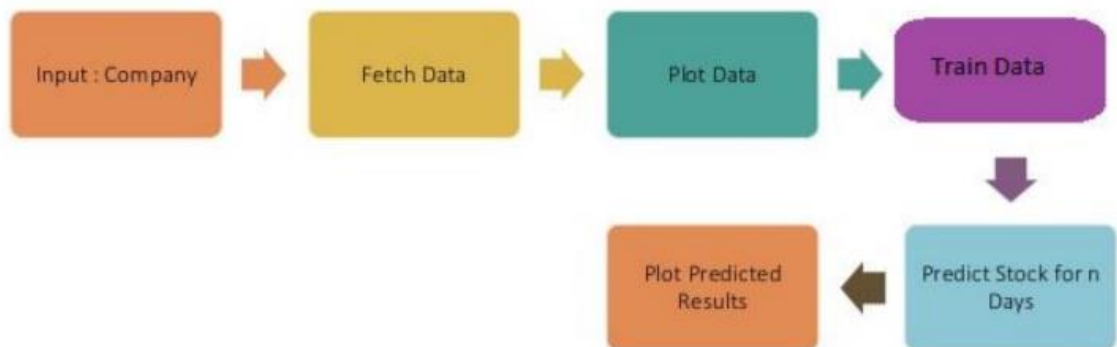 Input : Company
Fetch Data
Plot Data
Train Data
Predict Stock for n
Days
Plot Predicted
Results